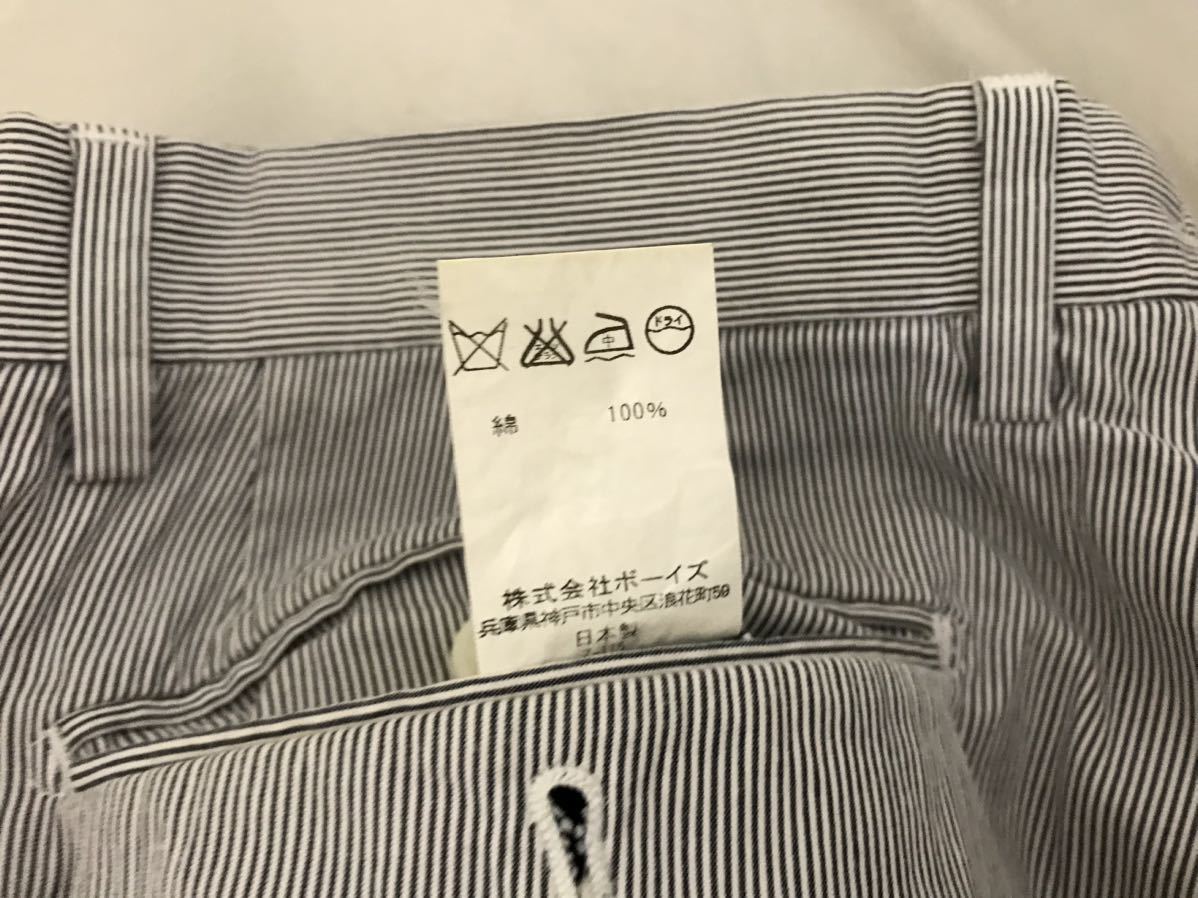 中 ドライ
綿 100%
株式会社ボーイズ
兵庫県神戸市中央区浪花町59
日本製